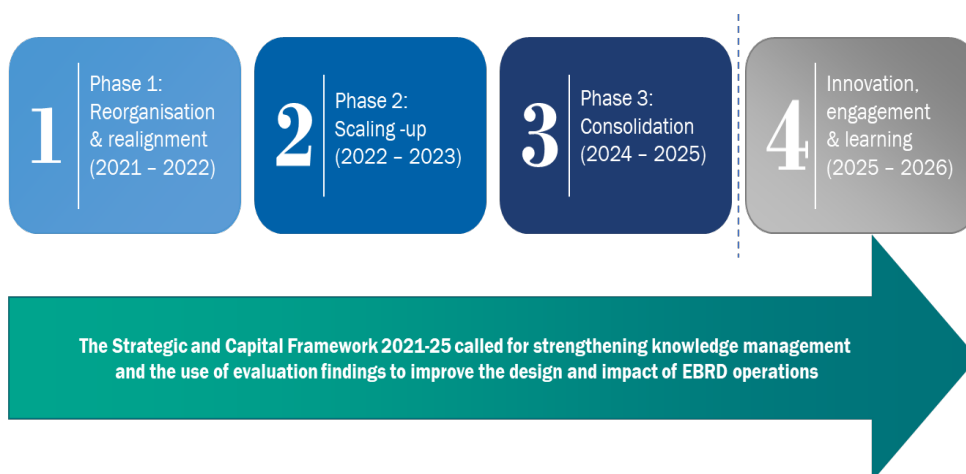 1
Phase 1:
Reorganisation
& realignment
(2021 – 2022)
2
Phase 2:
Scaling -up
(2022 – 2023)
3
Phase 3:
Consolidation
(2024 – 2025)
4
Innovation,
engagement
& learning
(2025 – 2026)
The Strategic and Capital Framework 2021-25 called for strengthening knowledge management
and the use of evaluation findings to improve the design and impact of EBRD operations